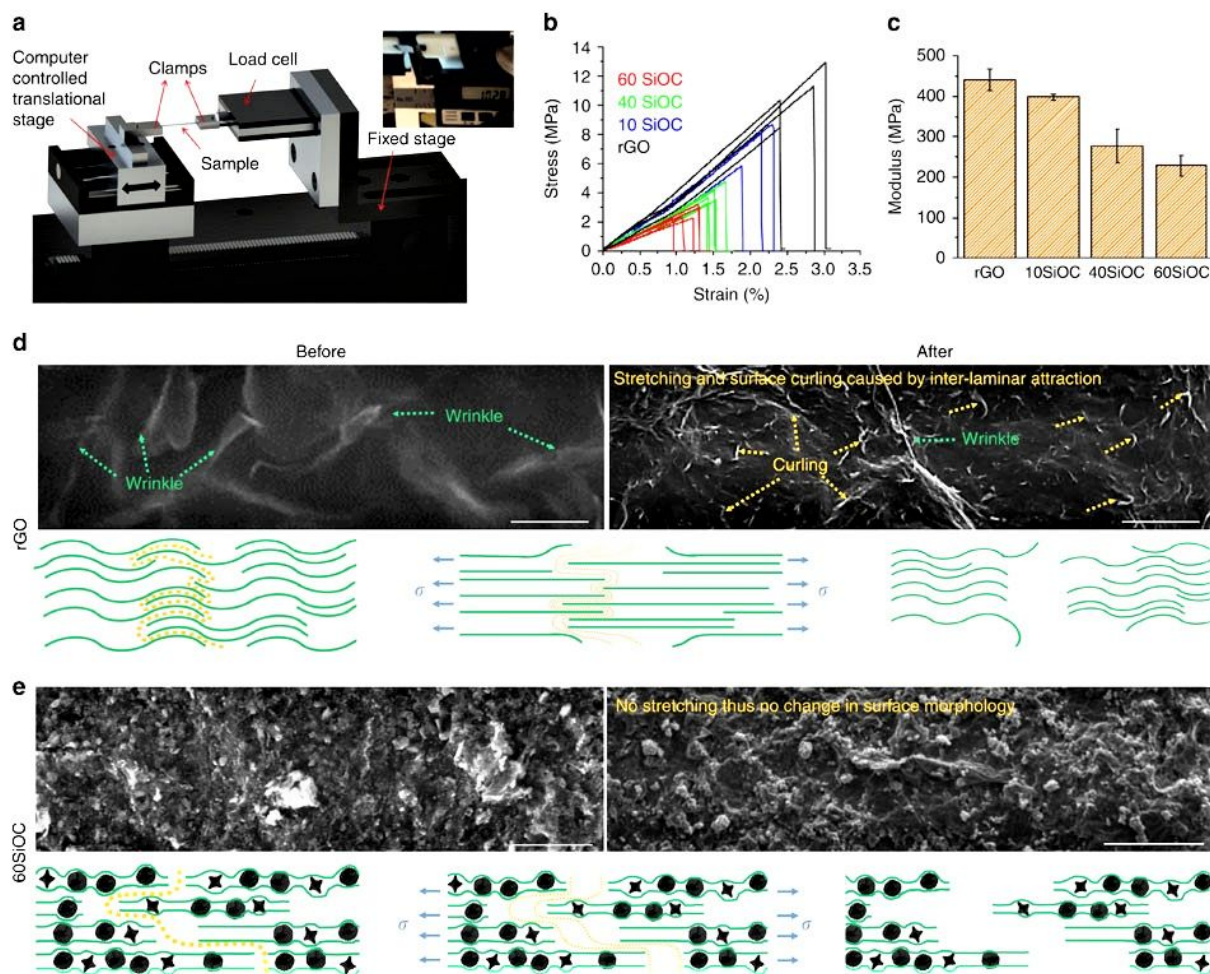 a
Computer
controlled
translational
stage
Clamps
Load cell
Sample
Fixed stage
b
Stress (MPa)
14
12
10
8
6
4
2
0
60 SiOC
40 SiOC
10 SiOC
rGO
0.0 0.5 1.0 1.5 2.0 2.5 3.0 3.5
Strain (%)
c
Modulus (MPa)
500
400
300
200
100
0
rGO 10SiOC 40SiOC 60SiOC
d
Before
After
rGO
Wrinkle
Wrinkle
Stretching and surface curling caused by inter-laminar attraction
Wrinkle
Curling
σ
σ
e
60SiOC
No stretching thus no change in surface morphology
σ
σ